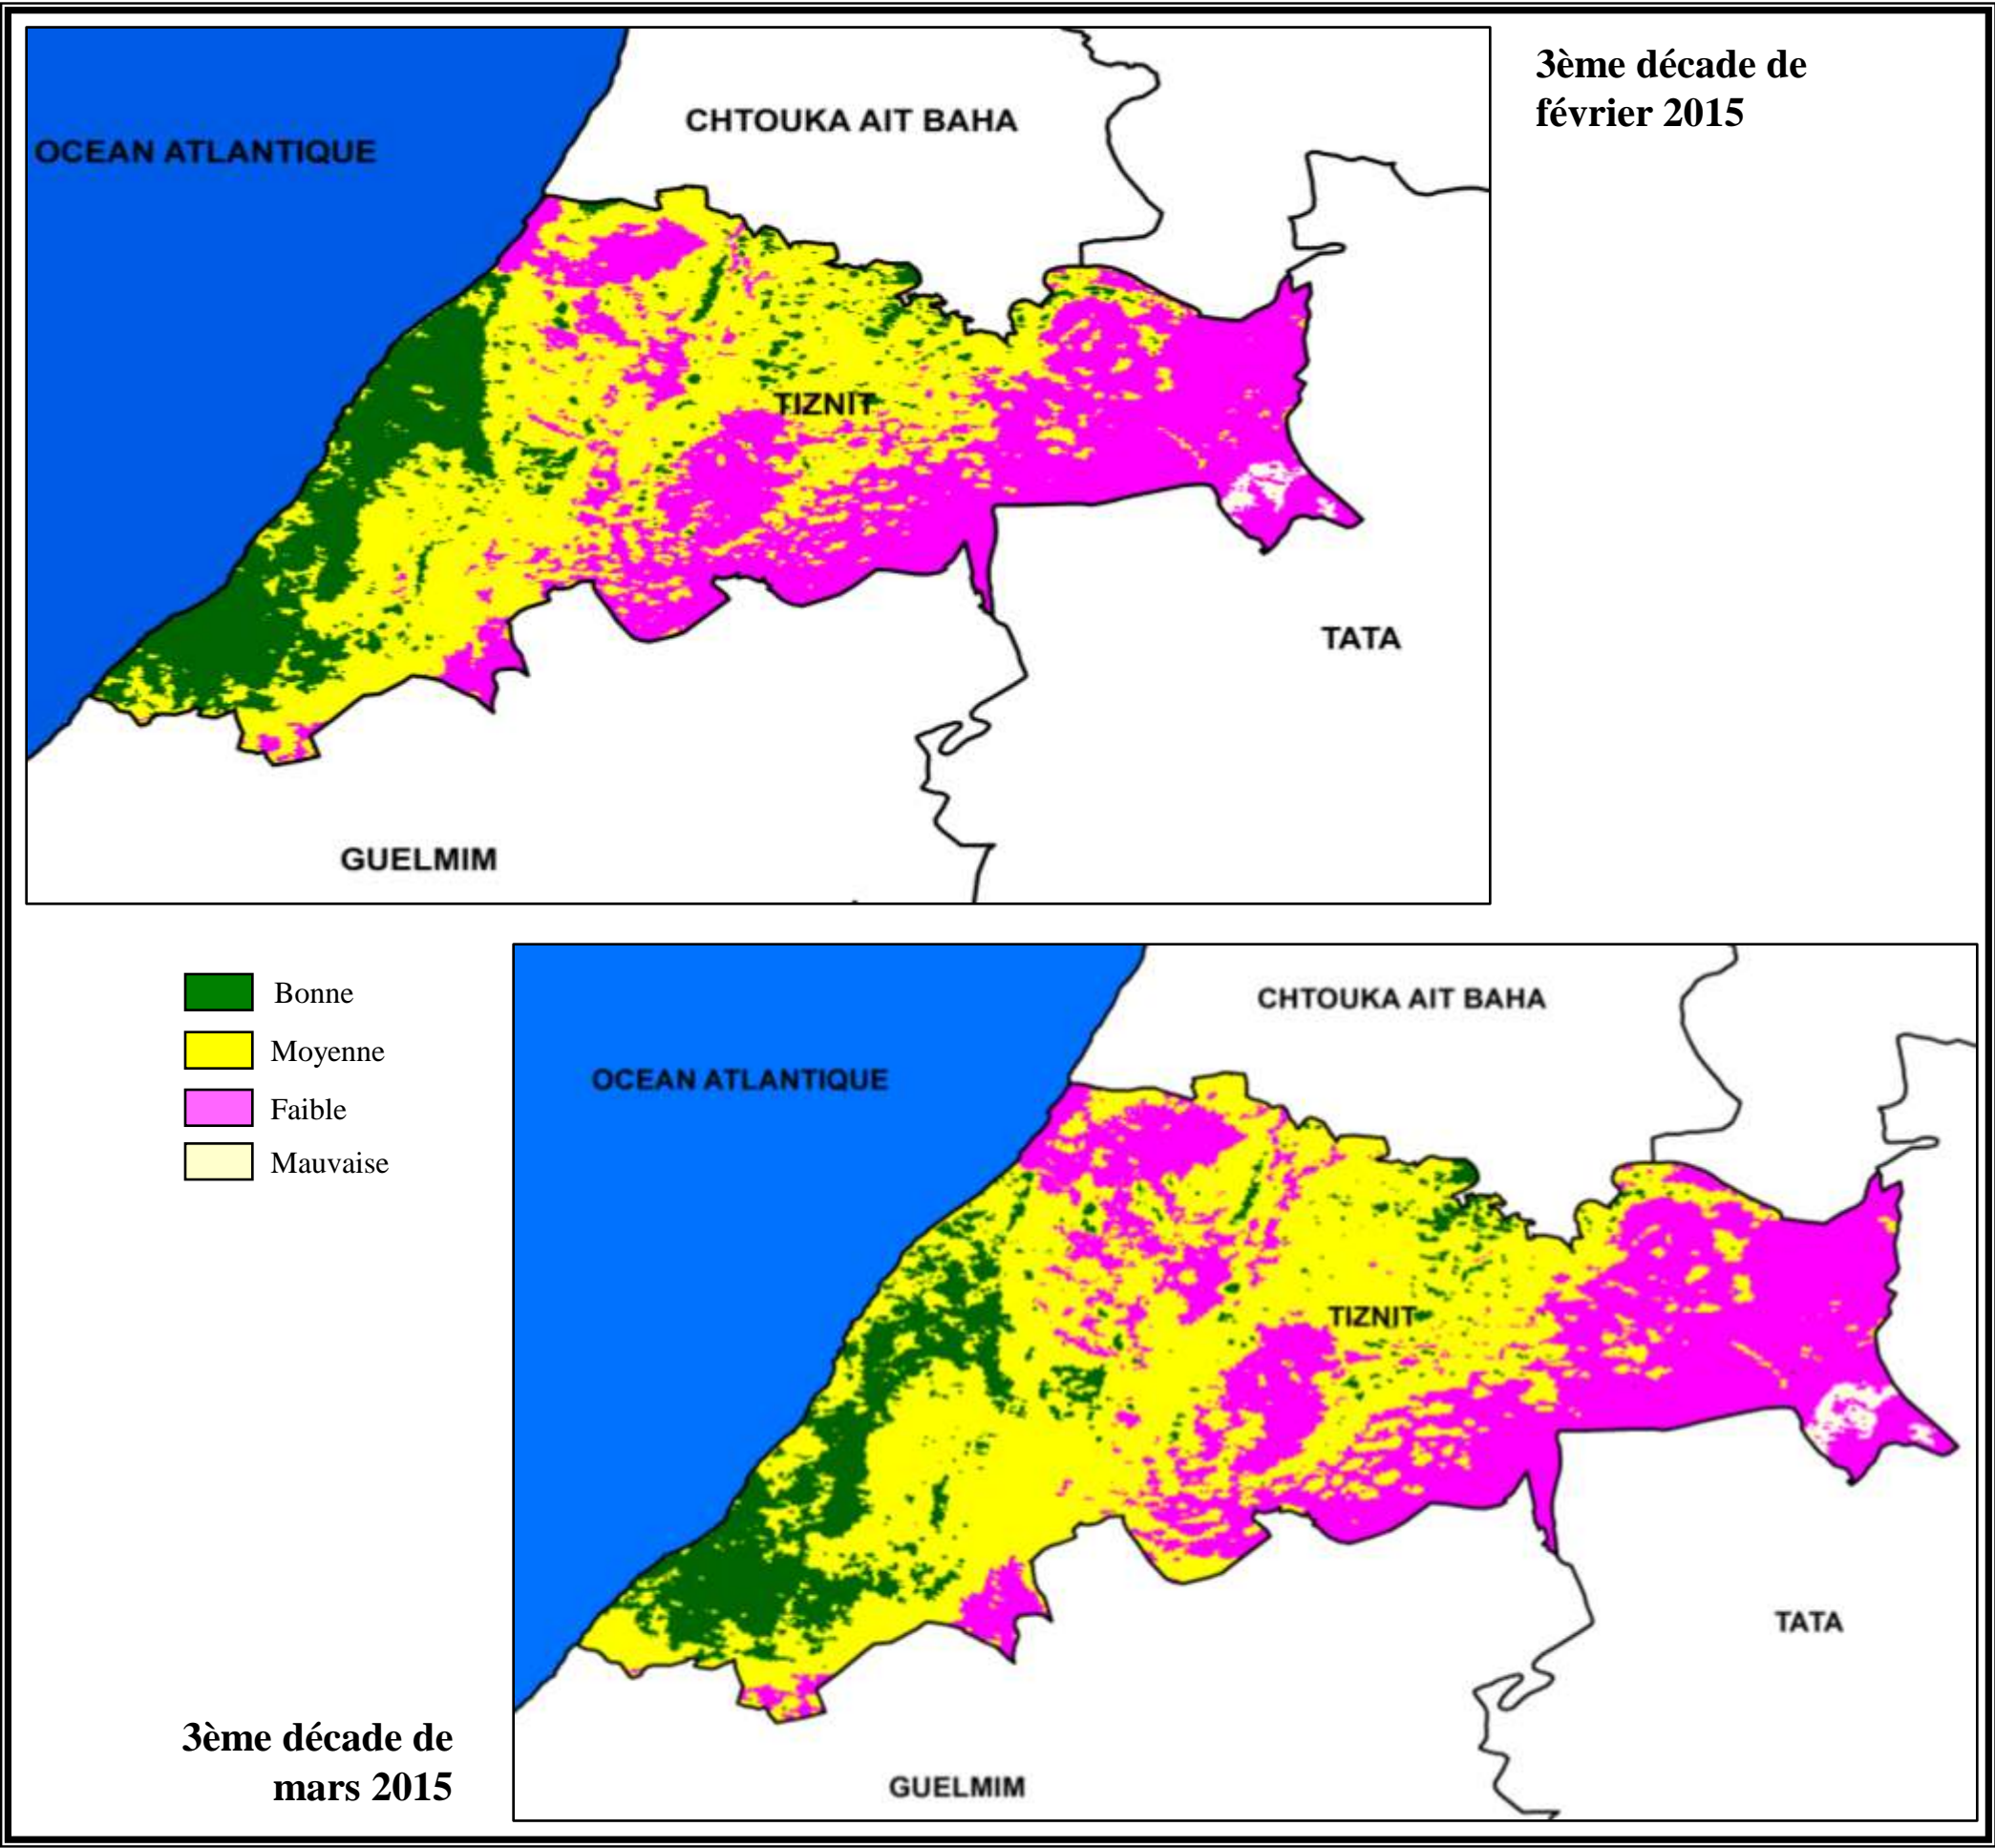 3ème décade de
février 2015
CHTOUKA AIT BAHA
OCEAN ATLANTIQUE
TIZNIT
TATA
GUELMIM
Bonne
Moyenne
Faible
Mauvaise
CHTOUKA AIT BAHA
OCEAN ATLANTIQUE
TIZNIT
TATA
GUELMIM
3ème décade de
mars 2015